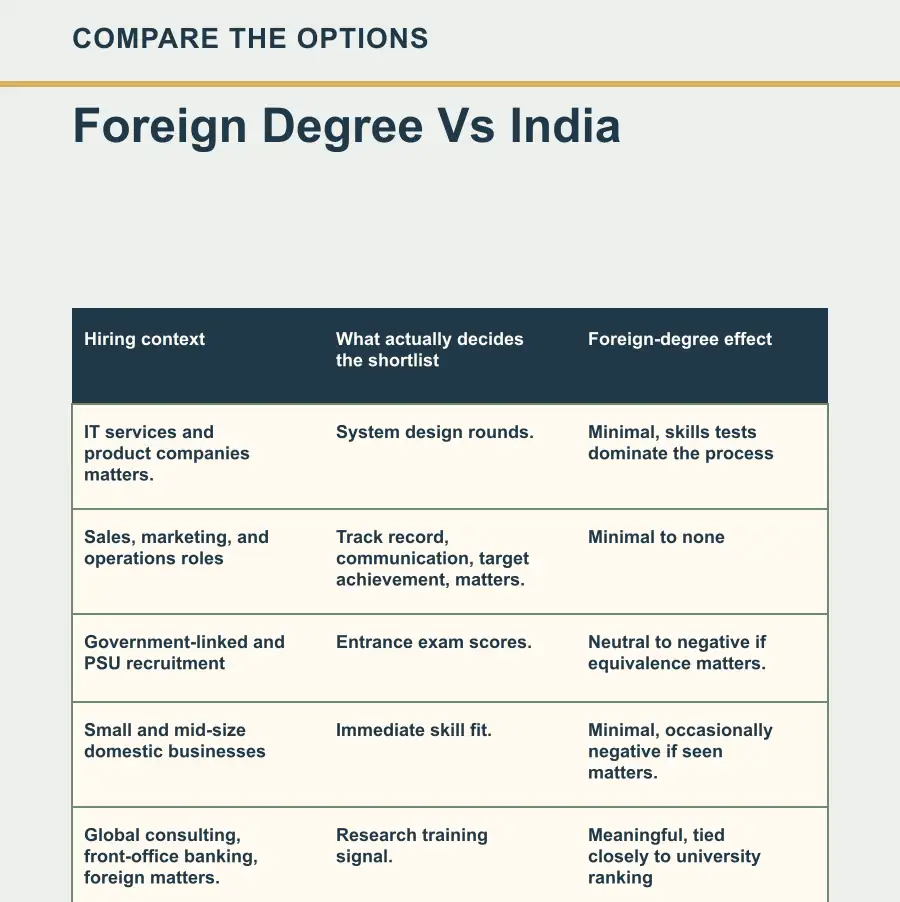 COMPARE THE OPTIONS
Foreign Degree Vs India
Hiring context
What actually decides
the shortlist
Foreign-degree effect
IT services and
product companies
matters.
System design rounds.
Minimal, skills tests
dominate the process
Sales, marketing, and
operations roles
Track record,
communication, target
achievement, matters.
Minimal to none
Government-linked and
PSU recruitment
Entrance exam scores.
Neutral to negative if
equivalence matters.
Small and mid-size
domestic businesses
Immediate skill fit.
Minimal, occasionally
negative if seen
matters.
Global consulting,
front-office banking,
foreign matters.
Research training
signal.
Meaningful, tied
closely to university
ranking